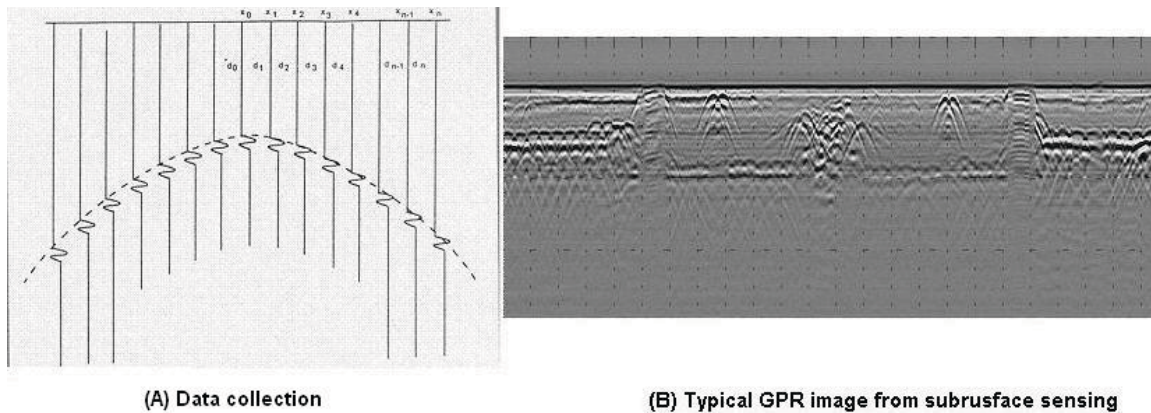 x0 x1 x2 x3 x4 xn-1 xn
d0 d1 d2 d3 d4 dn-1 dn
(A) Data collection
(B) Typical GPR image from subrusface sensing